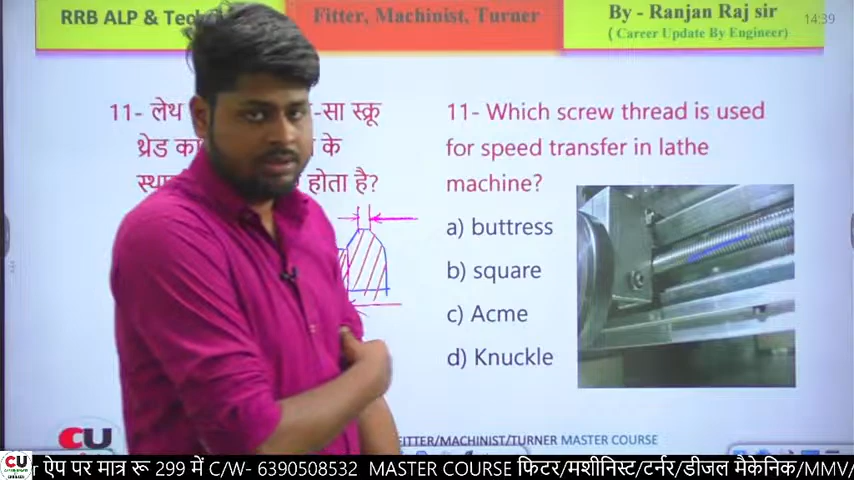 RRB ALP &
Fitter, Machinist, Turner
By - Ranjan Raj sir
( Career Update By Engineer)
14:39
11- लेथ
-सा स्क्रू
थ्रेड का
के
होता है?
11- Which screw thread is used
for speed transfer in lathe
machine?
a) buttress
b) square
c) Acme
d) Knuckle
CU
FITTER/MACHINIST/TURNER MASTER COURSE
CU
ऐप पर मात्र रू 299 में C/W- 6390508532 MASTER COURSE फिटर/मशीनिस्ट/टर्नर/डीजल मैकेनिक/MMV/